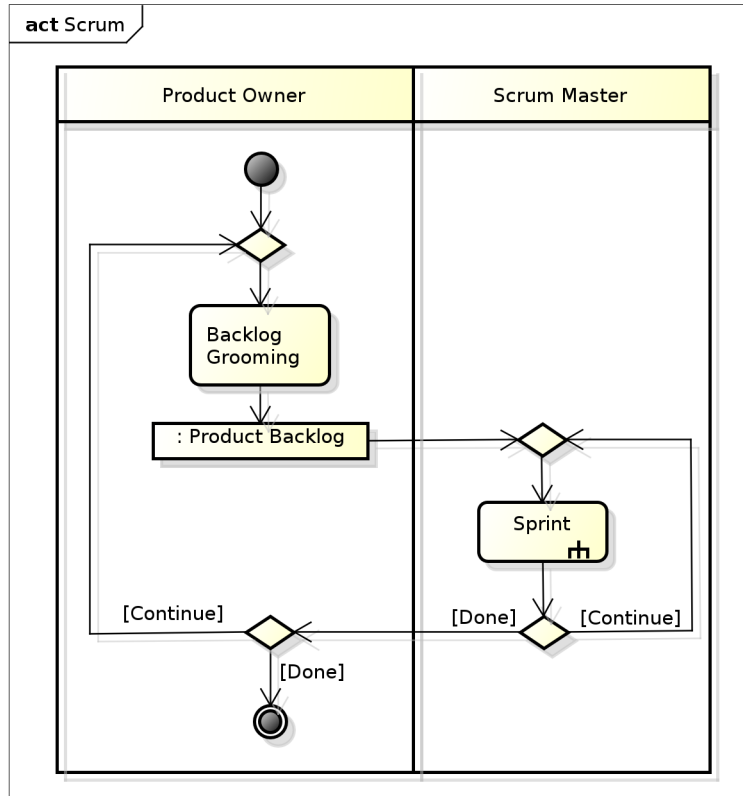 act Scrum
Product Owner
Scrum Master
Backlog
Grooming
: Product Backlog
Sprint
[Continue]
[Done]
[Continue]
[Done]